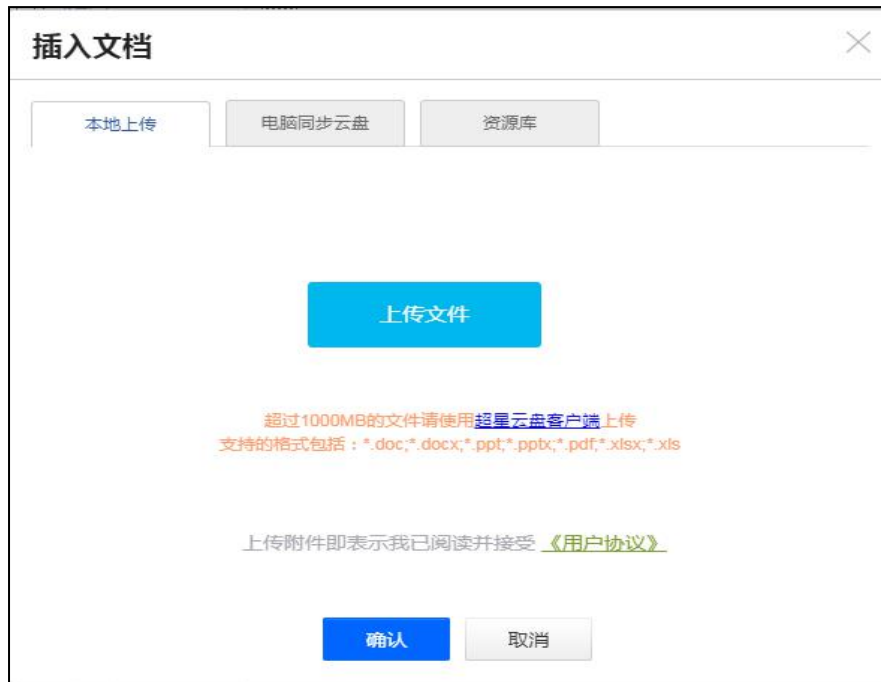 插入文档
本地上传 电脑同步云盘 资源库
上传文件
超过1000MB的文件请使用超星云盘客户端上传
支持的格式包括：*.doc;*.docx;*.ppt;*.pptx;*.pdf;*.xlsx;*.xls
上传附件即表示我已阅读并接受 《用户协议》
确认 取消